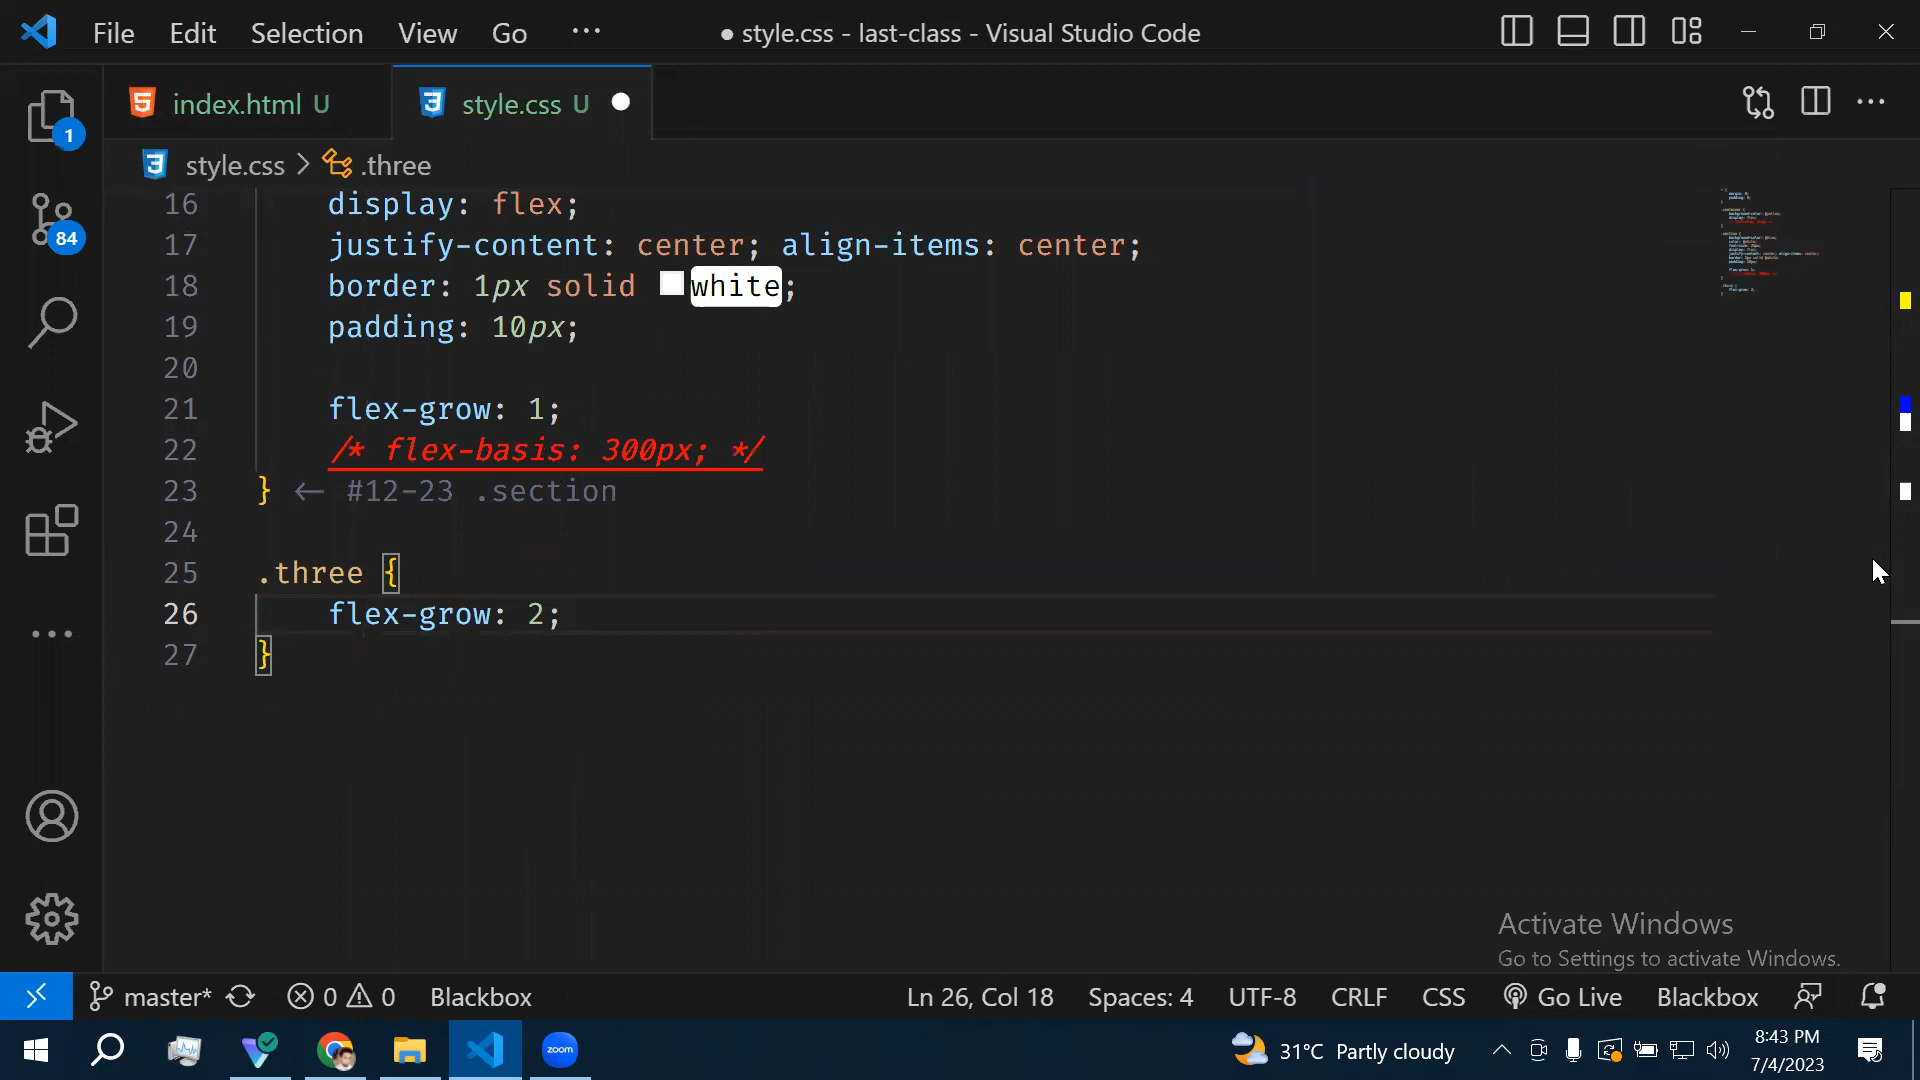 File Edit Selection View Go ··· ● style.css - last-class - Visual Studio Code
index.html U style.css U
1
style.css > .three
16 display: flex;
17 justify-content: center; align-items: center;
84
18 border: 1px solid white;
19 padding: 10px;
20
21 flex-grow: 1;
22 /* flex-basis: 300px; */
23 } <- #12-23 .section
24
25 .three {
26 flex-grow: 2;
27 }
Activate Windows
Go to Settings to activate Windows.
master* 0 0 Blackbox Ln 26, Col 18 Spaces: 4 UTF-8 CRLF CSS Go Live Blackbox
zoom 31°C Partly cloudy 8:43 PM
7/4/2023